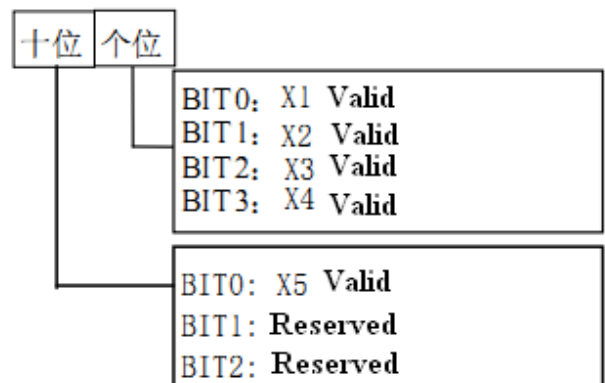 十位 个位
BIT0: X1 Valid
BIT1: X2 Valid
BIT2: X3 Valid
BIT3: X4 Valid
BIT0: X5 Valid
BIT1: Reserved
BIT2: Reserved